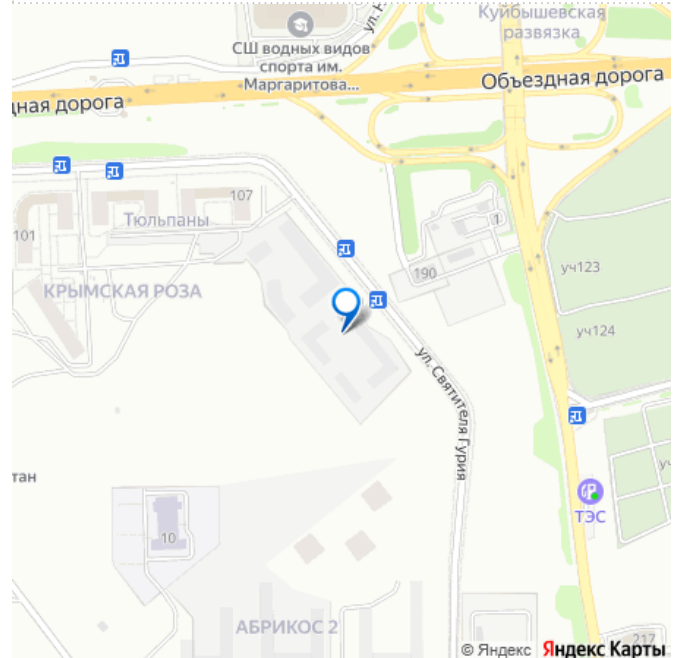 Куйбышевская
развязка
СШ водных видов
спорта им.
Маргаритова...
Объездная дорога
дная дорога
107
Тюльпаны
101
1
190
уч123
КРЫМСКАЯ РОЗА
уч124
ул. Святителя Гурия
тан
ТЭС
10
АБРИКОС 2
217
© Яндекс Яндекс Карты